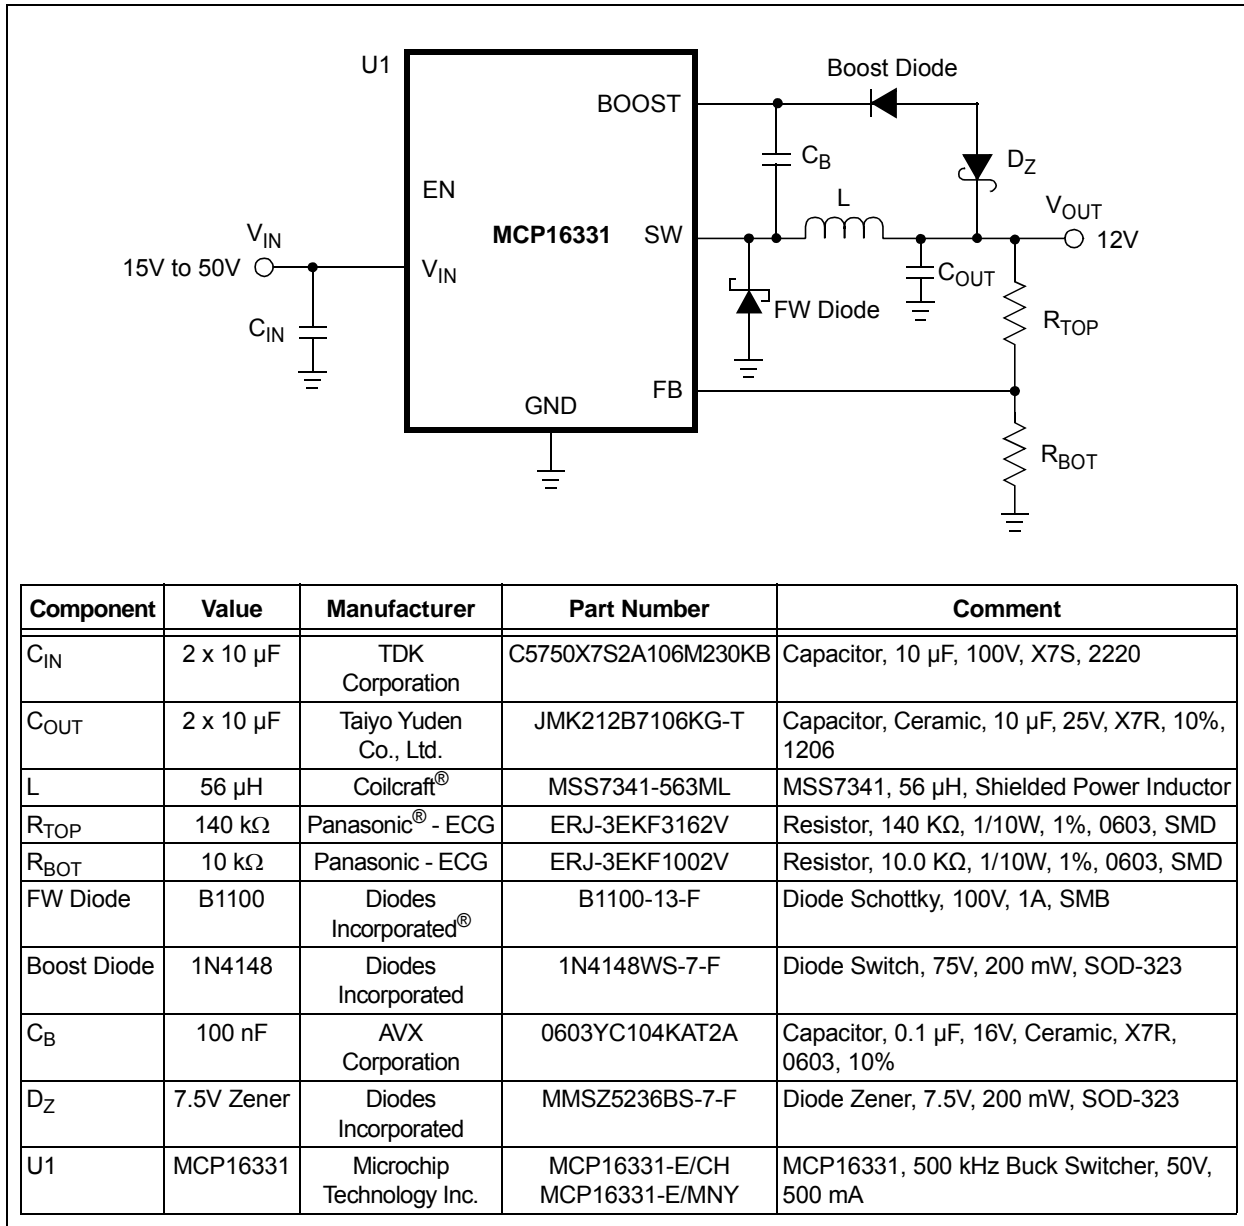 U1
Boost Diode
BOOST
C_B
D_Z
EN
L
V_OUT
V_IN
MCP16331
SW
12V
15V to 50V
V_IN
C_OUT
FW Diode
C_IN
R_TOP
FB
GND
R_BOT
Component Value Manufacturer Part Number Comment
C_IN 2 x 10 µF TDK Corporation C5750X7S2A106M230KB Capacitor, 10 µF, 100V, X7S, 2220
C_OUT 2 x 10 µF Taiyo Yuden Co., Ltd. JMK212B7106KG-T Capacitor, Ceramic, 10 µF, 25V, X7R, 10%, 1206
L 56 µH Coilcraft® MSS7341-563ML MSS7341, 56 µH, Shielded Power Inductor
R_TOP 140 kΩ Panasonic® - ECG ERJ-3EKF3162V Resistor, 140 KΩ, 1/10W, 1%, 0603, SMD
R_BOT 10 kΩ Panasonic - ECG ERJ-3EKF1002V Resistor, 10.0 KΩ, 1/10W, 1%, 0603, SMD
FW Diode B1100 Diodes Incorporated® B1100-13-F Diode Schottky, 100V, 1A, SMB
Boost Diode 1N4148 Diodes Incorporated 1N4148WS-7-F Diode Switch, 75V, 200 mW, SOD-323
C_B 100 nF AVX Corporation 0603YC104KAT2A Capacitor, 0.1 µF, 16V, Ceramic, X7R, 0603, 10%
D_Z 7.5V Zener Diodes Incorporated MMSZ5236BS-7-F Diode Zener, 7.5V, 200 mW, SOD-323
U1 MCP16331 Microchip Technology Inc. MCP16331-E/CH MCP16331-E/MNY MCP16331, 500 kHz Buck Switcher, 50V, 500 mA